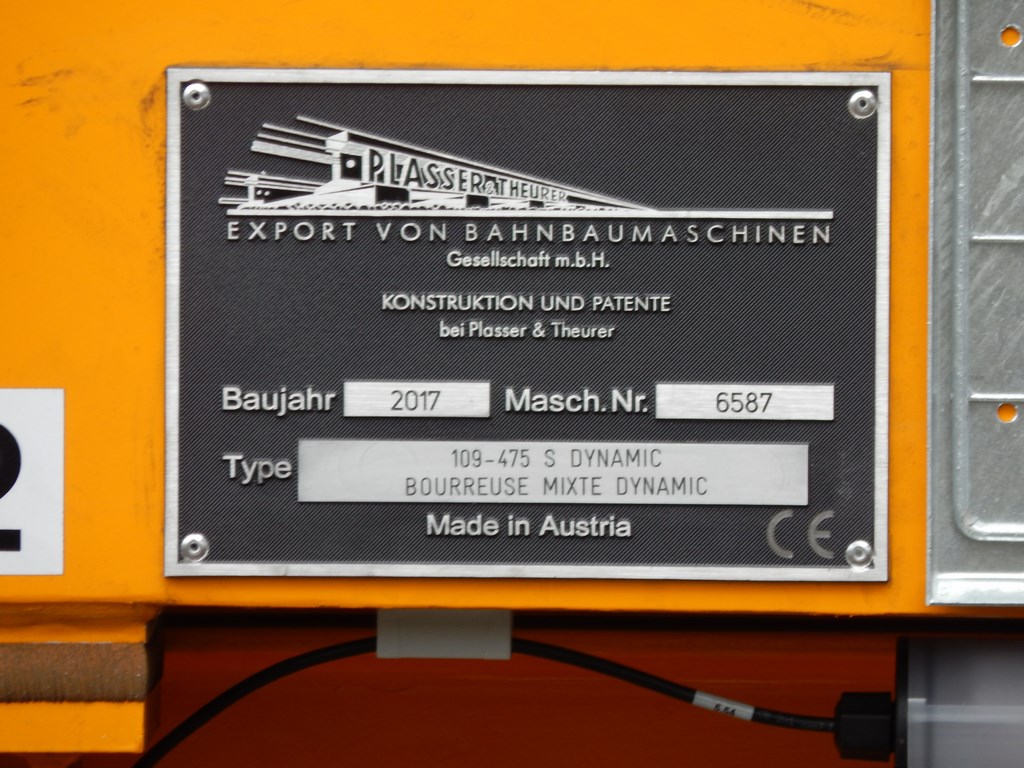 PLASSER & THEURER
EXPORT VON BAHNBAUMASCHINEN
Gesellschaft m.b.H.
KONSTRUKTION UND PATENTE
bei Plasser & Theurer
Baujahr 2017 Masch.Nr. 6587
Type 109-475 S DYNAMIC
BOURREUSE MIXTE DYNAMIC
Made in Austria
CE
2